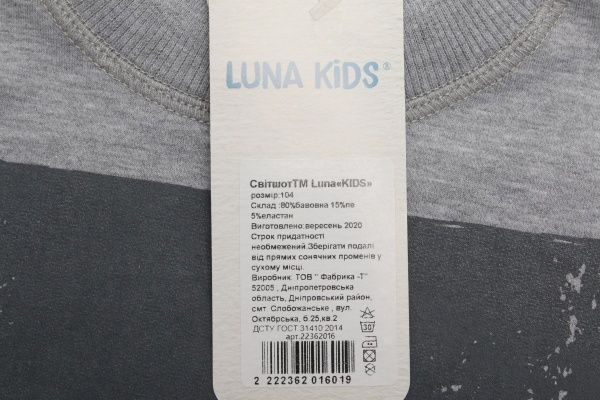 LUNA KiDS®
СвітшотТМ Luna«KIDS»
розмір:104
Склад :80%бавовна 15%пе
5%еластан
Виготовлено:вересень 2020
Строк придатності
необмежений.Зберігати подалі
від прямих сонячних променів у
сухому місці.
Виробник: ТОВ " Фабрика -Т"
52005 , Дніпропетровська
область, Дніпровський район,
смт. Слобожанське , вул.
Октябрська, б.25,кв.2
ДСТУ ГОСТ 31410 2014
арт.22362016
30
2 222362 016019